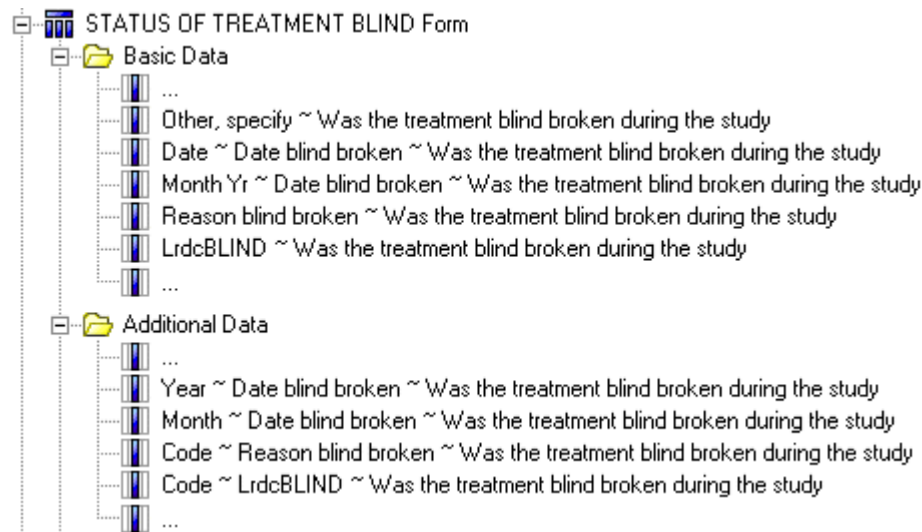 STATUS OF TREATMENT BLIND Form
Basic Data
...
Other, specify ~ Was the treatment blind broken during the study
Date ~ Date blind broken ~ Was the treatment blind broken during the study
Month Yr ~ Date blind broken ~ Was the treatment blind broken during the study
Reason blind broken ~ Was the treatment blind broken during the study
LrdcBLIND ~ Was the treatment blind broken during the study
...
Additional Data
...
Year ~ Date blind broken ~ Was the treatment blind broken during the study
Month ~ Date blind broken ~ Was the treatment blind broken during the study
Code ~ Reason blind broken ~ Was the treatment blind broken during the study
Code ~ LrdcBLIND ~ Was the treatment blind broken during the study
...